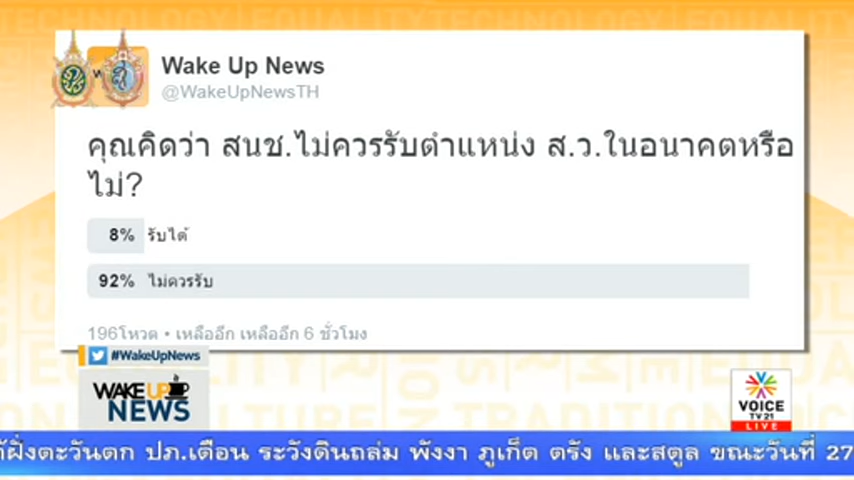 Wake Up News
@WakeUpNewsTH
คุณคิดว่า สนช.ไม่ควรรับตำแหน่ง ส.ว.ในอนาคตหรือ
ไม่?
8% รับได้
92% ไม่ควรรับ
196โหวต • เหลืออีก เหลืออีก 6 ชั่วโมง
#WakeUpNews
WAKE UP
NEWS
VOICE
TV 21
LIVE
ฝั่งตะวันตก ปภ.เตือน ระวังดินถล่ม พังงา ภูเก็ต ตรัง และสตูล ขณะวันที่ 27